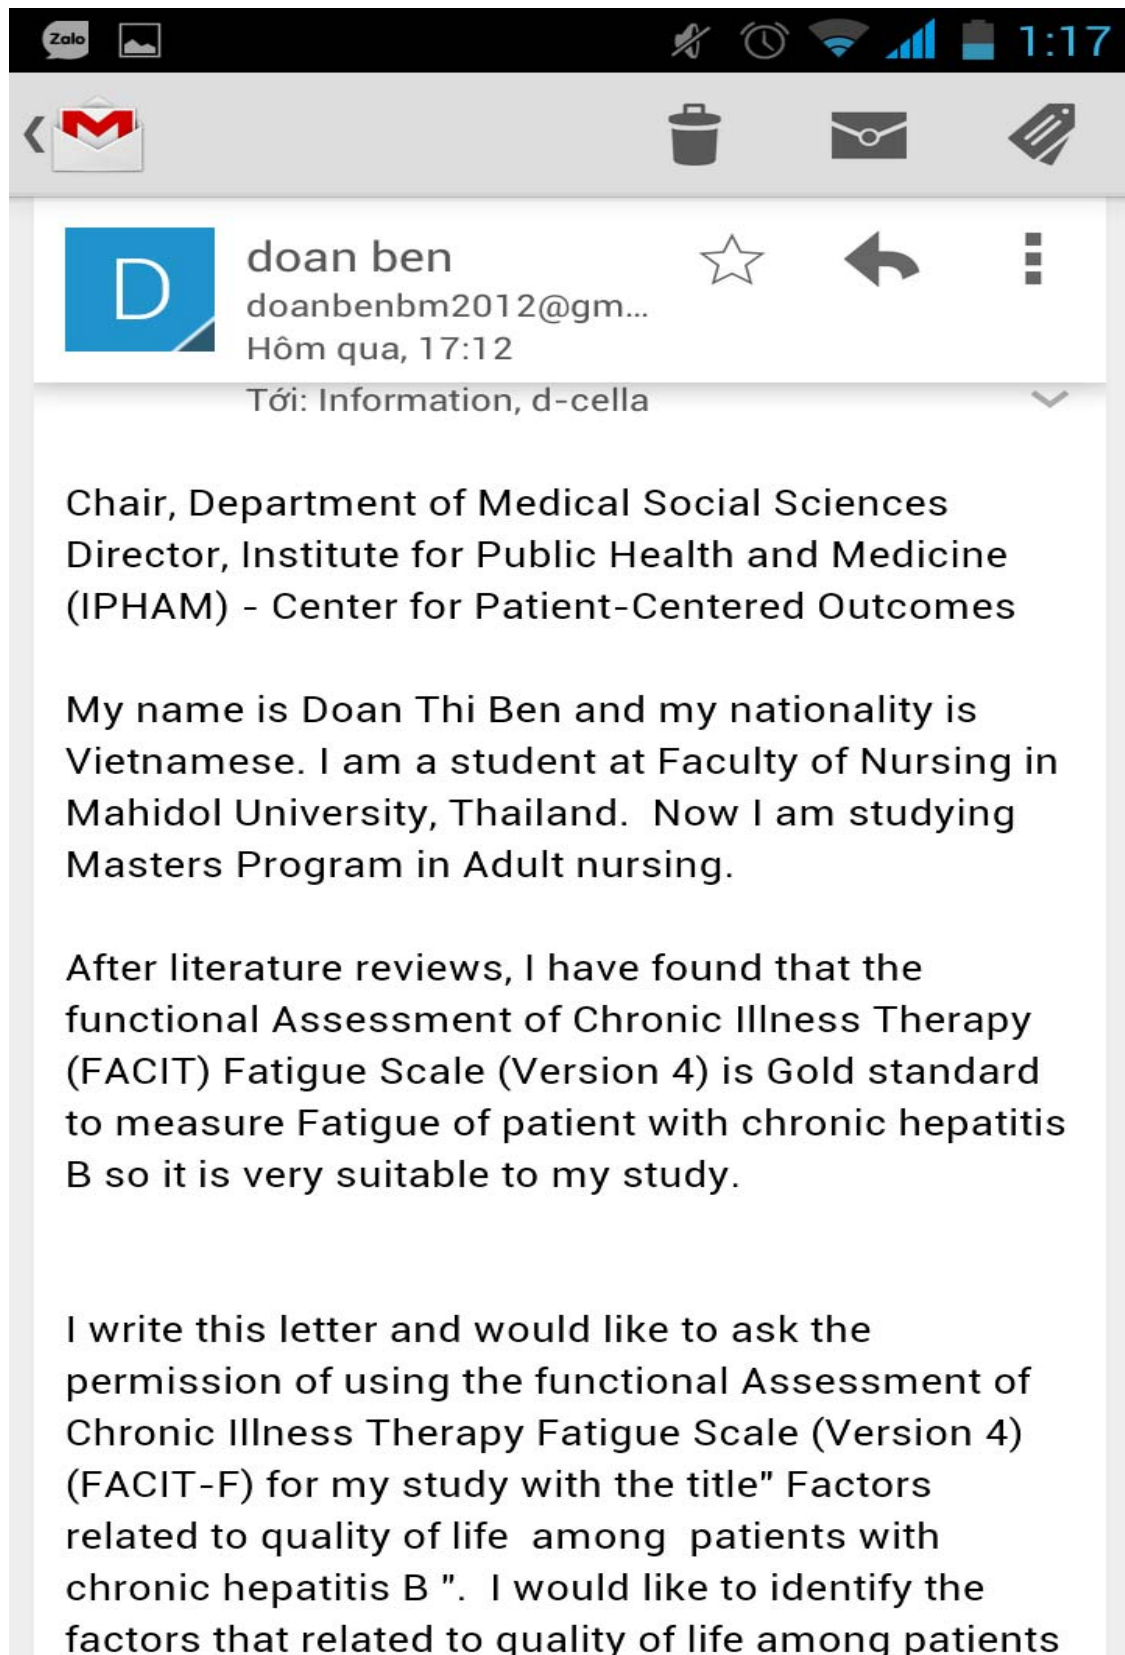 Zalo
1:17
D
doan ben
doanbenbm2012@gm...
Hôm qua, 17:12
Tới: Information, d-cella
Chair, Department of Medical Social Sciences
Director, Institute for Public Health and Medicine
(IPHAM) - Center for Patient-Centered Outcomes
My name is Doan Thi Ben and my nationality is
Vietnamese. I am a student at Faculty of Nursing in
Mahidol University, Thailand.  Now I am studying
Masters Program in Adult nursing.
After literature reviews, I have found that the
functional Assessment of Chronic Illness Therapy
(FACIT) Fatigue Scale (Version 4) is Gold standard
to measure Fatigue of patient with chronic hepatitis
B so it is very suitable to my study.
I write this letter and would like to ask the
permission of using the functional Assessment of
Chronic Illness Therapy Fatigue Scale (Version 4)
(FACIT-F) for my study with the title" Factors
related to quality of life  among  patients with
chronic hepatitis B ".  I would like to identify the
factors that related to quality of life among patients